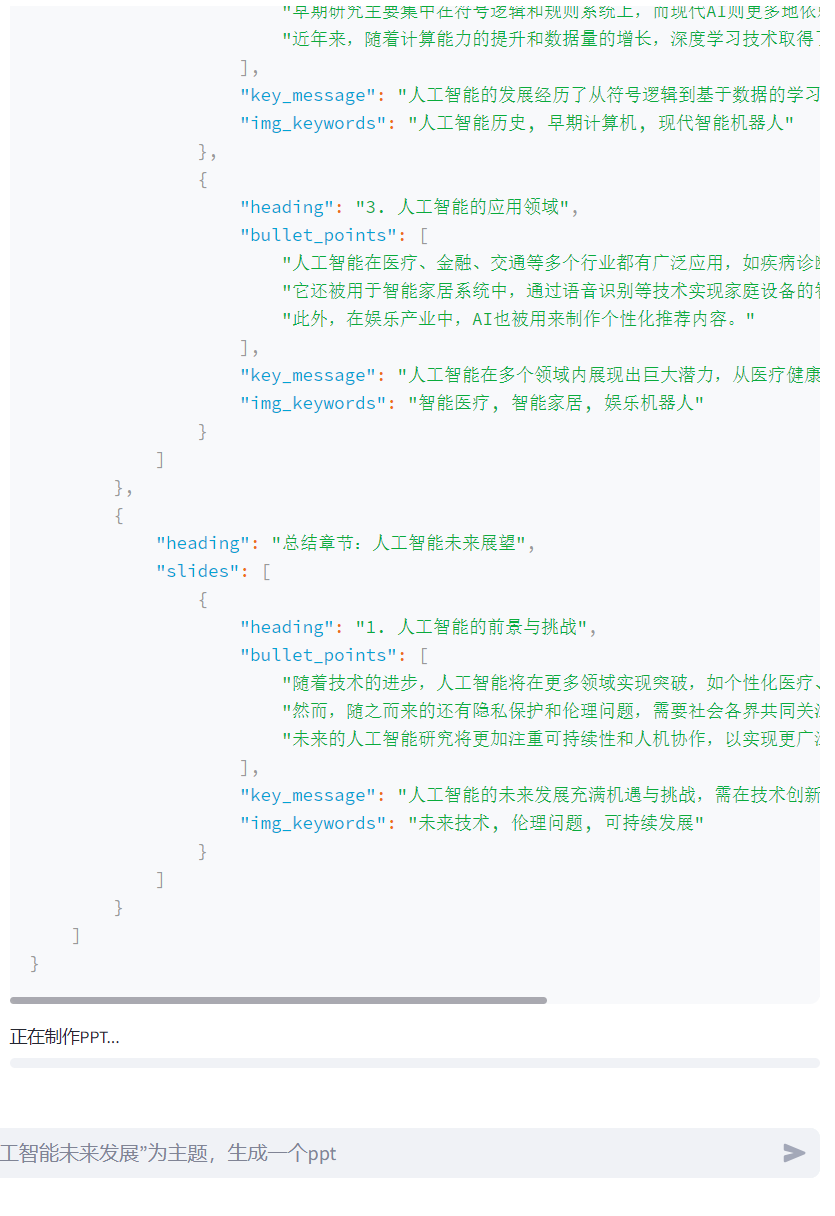 "早期研究主要集中在符号逻辑和规则系统上，而现代AI则更多地依
"近年来，随着计算能力的提升和数据量的增长，深度学习技术取得了
],
"key_message": "人工智能的发展经历了从符号逻辑到基于数据的学习
"img_keywords": "人工智能历史, 早期计算机, 现代智能机器人"
},
{
"heading": "3. 人工智能的应用领域",
"bullet_points": [
"人工智能在医疗、金融、交通等多个行业都有广泛应用，如疾病诊断
"它还被用于智能家居系统中，通过语音识别等技术实现家庭设备的智
"此外，在娱乐产业中，AI也被用来制作个性化推荐内容。"
],
"key_message": "人工智能在多个领域内展现出巨大潜力，从医疗健康
"img_keywords": "智能医疗, 智能家居, 娱乐机器人"
}
]
},
{
"heading": "总结章节: 人工智能未来展望",
"slides": [
{
"heading": "1. 人工智能的前景与挑战",
"bullet_points": [
"随着技术的进步，人工智能将在更多领域实现突破，如个性化医疗、
"然而，随之而来的还有隐私保护和伦理问题，需要社会各界共同关注
"未来的人工智能研究将更加注重可持续性和人机协作，以实现更广泛
],
"key_message": "人工智能的未来发展充满机遇与挑战，需在技术创新
"img_keywords": "未来技术, 伦理问题, 可持续发展"
}
]
}
]
}
正在制作PPT...
工智能未来发展”为主题，生成一个ppt